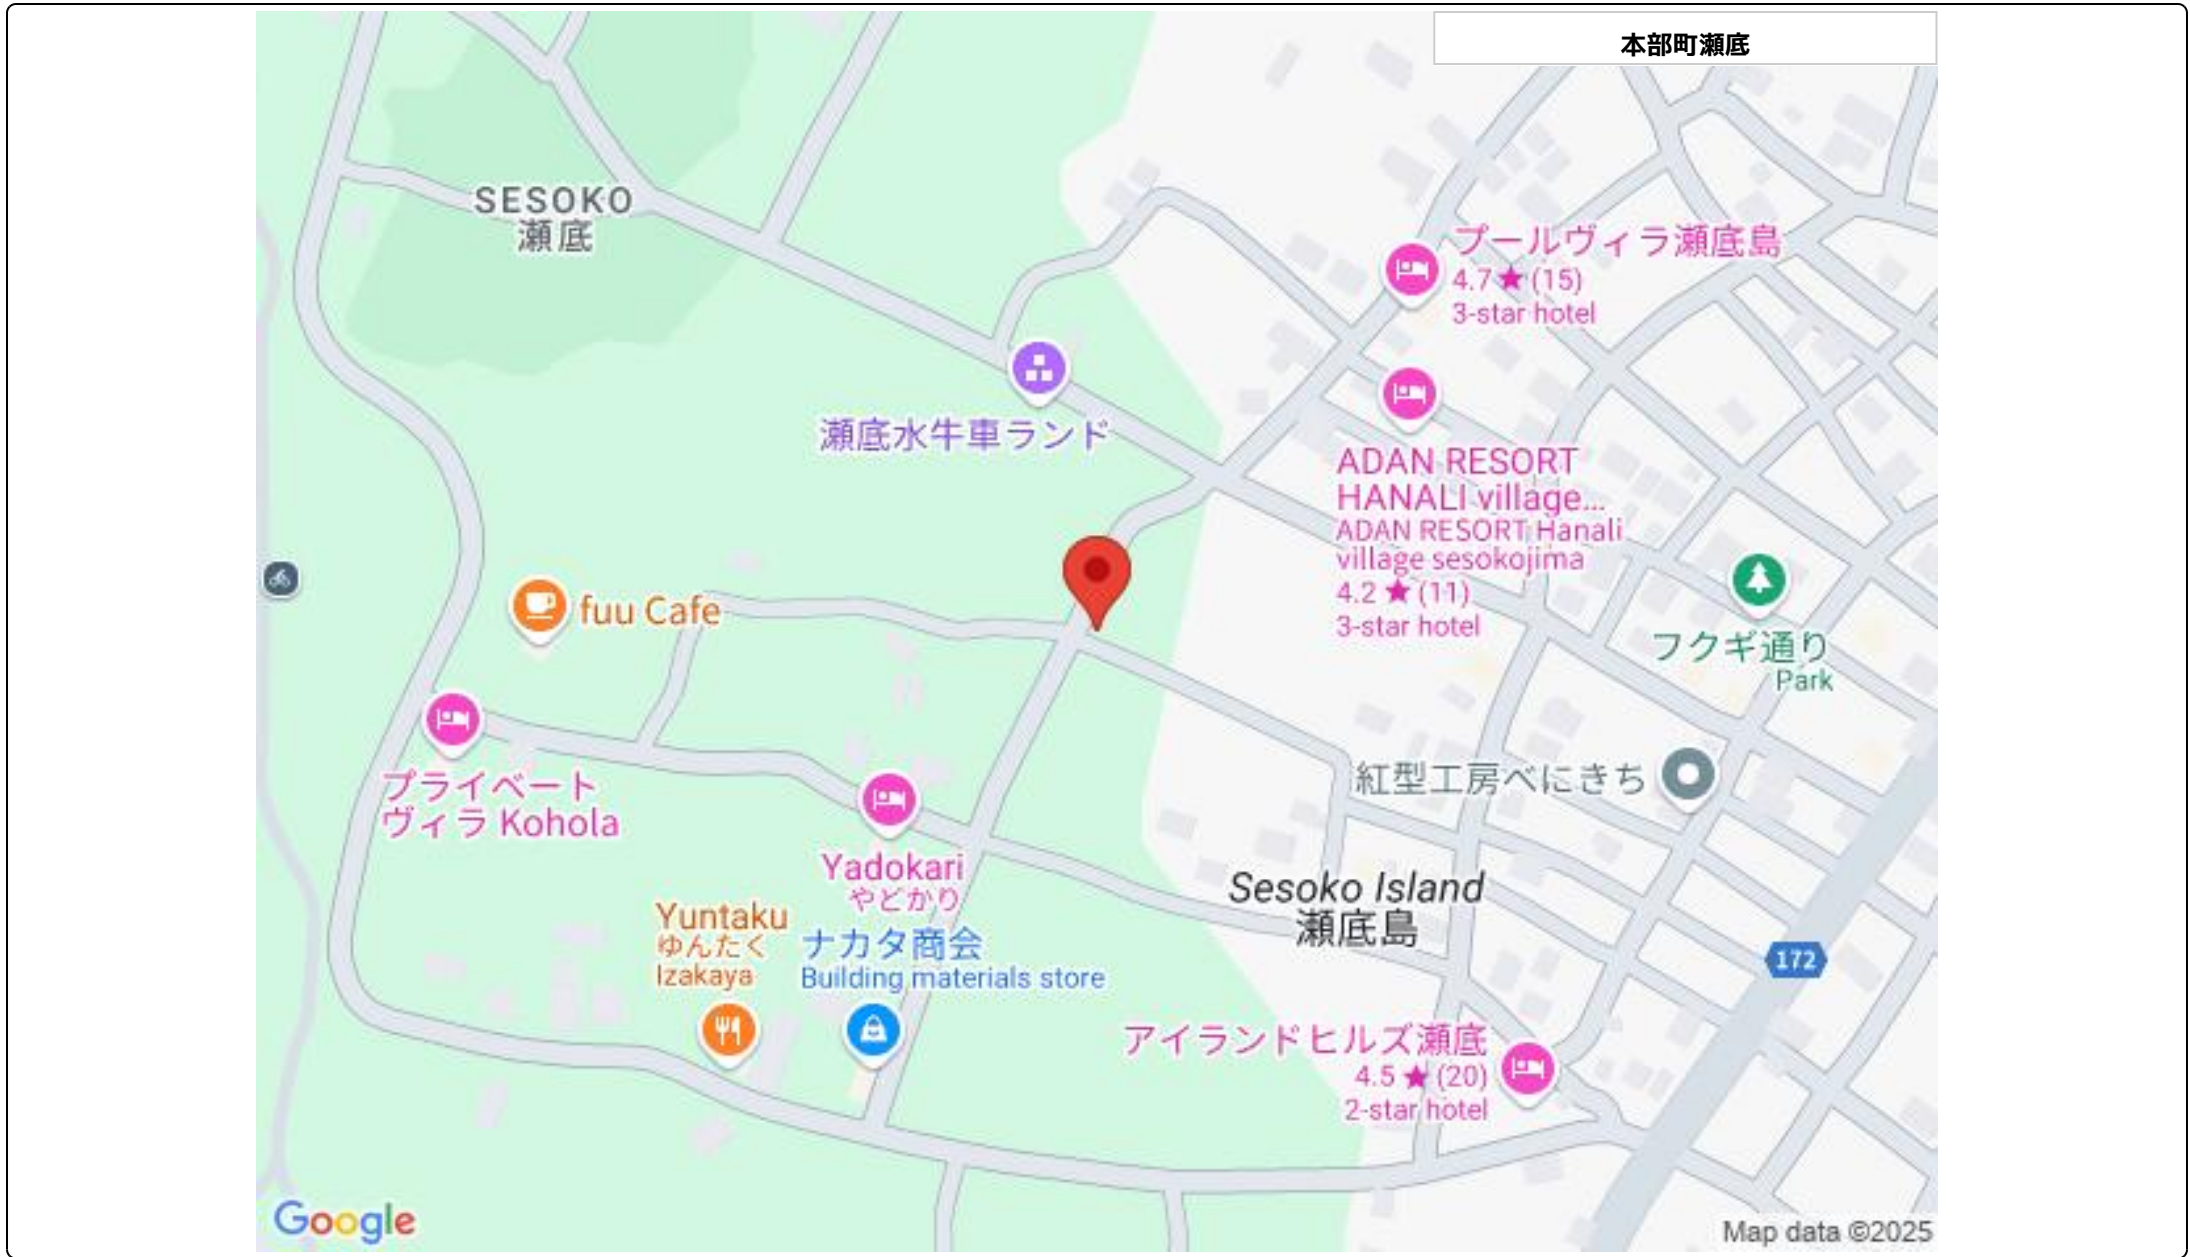 本部町瀬底
SESOKO
瀬底
プールヴィラ瀬底島
4.7 ★ (15)
3-star hotel
瀬底水牛車ランド
ADAN RESORT
HANALI village...
ADAN RESORT Hanali
village sesokojima
4.2 ★ (11)
3-star hotel
fuu Cafe
フクギ通り
Park
プライベート
ヴィラ Kohola
紅型工房べにきち
Yadokari
やどかり
Sesoko Island
瀬底島
Yuntaku
ゆんたく
Izakaya
ナカタ商会
Building materials store
172
アイランドヒルズ瀬底
4.5 ★ (20)
2-star hotel
Google
Map data ©2025